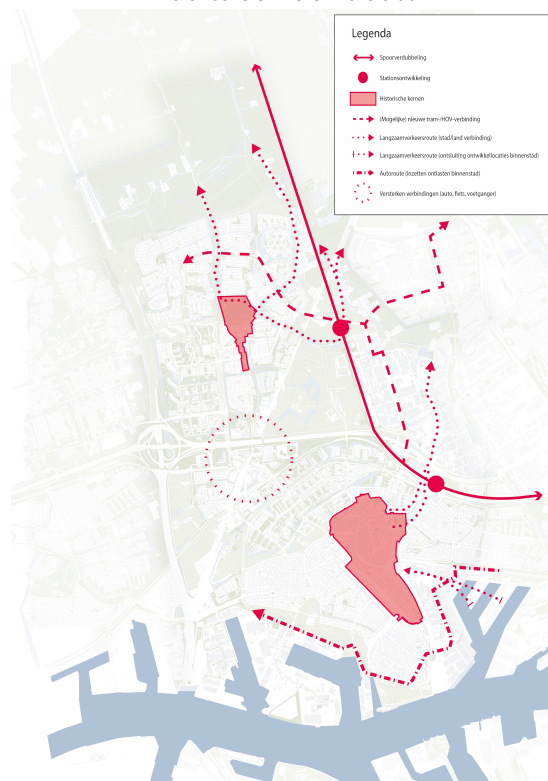 Legenda
Spoorverdubbeling
Stationsontwikkeling
Historische kernen
(Mogelijke) nieuwe tram-/HOV-verbinding
Langzaamverkeersroute (stad/land verbinding)
Langzaamverkeersroute (ontsluiting ontwikkellocaties binnenstad)
Autoroute (inzetten ontlasten binnenstad)
Versterken verbindingen (auto, fiets, voetganger)